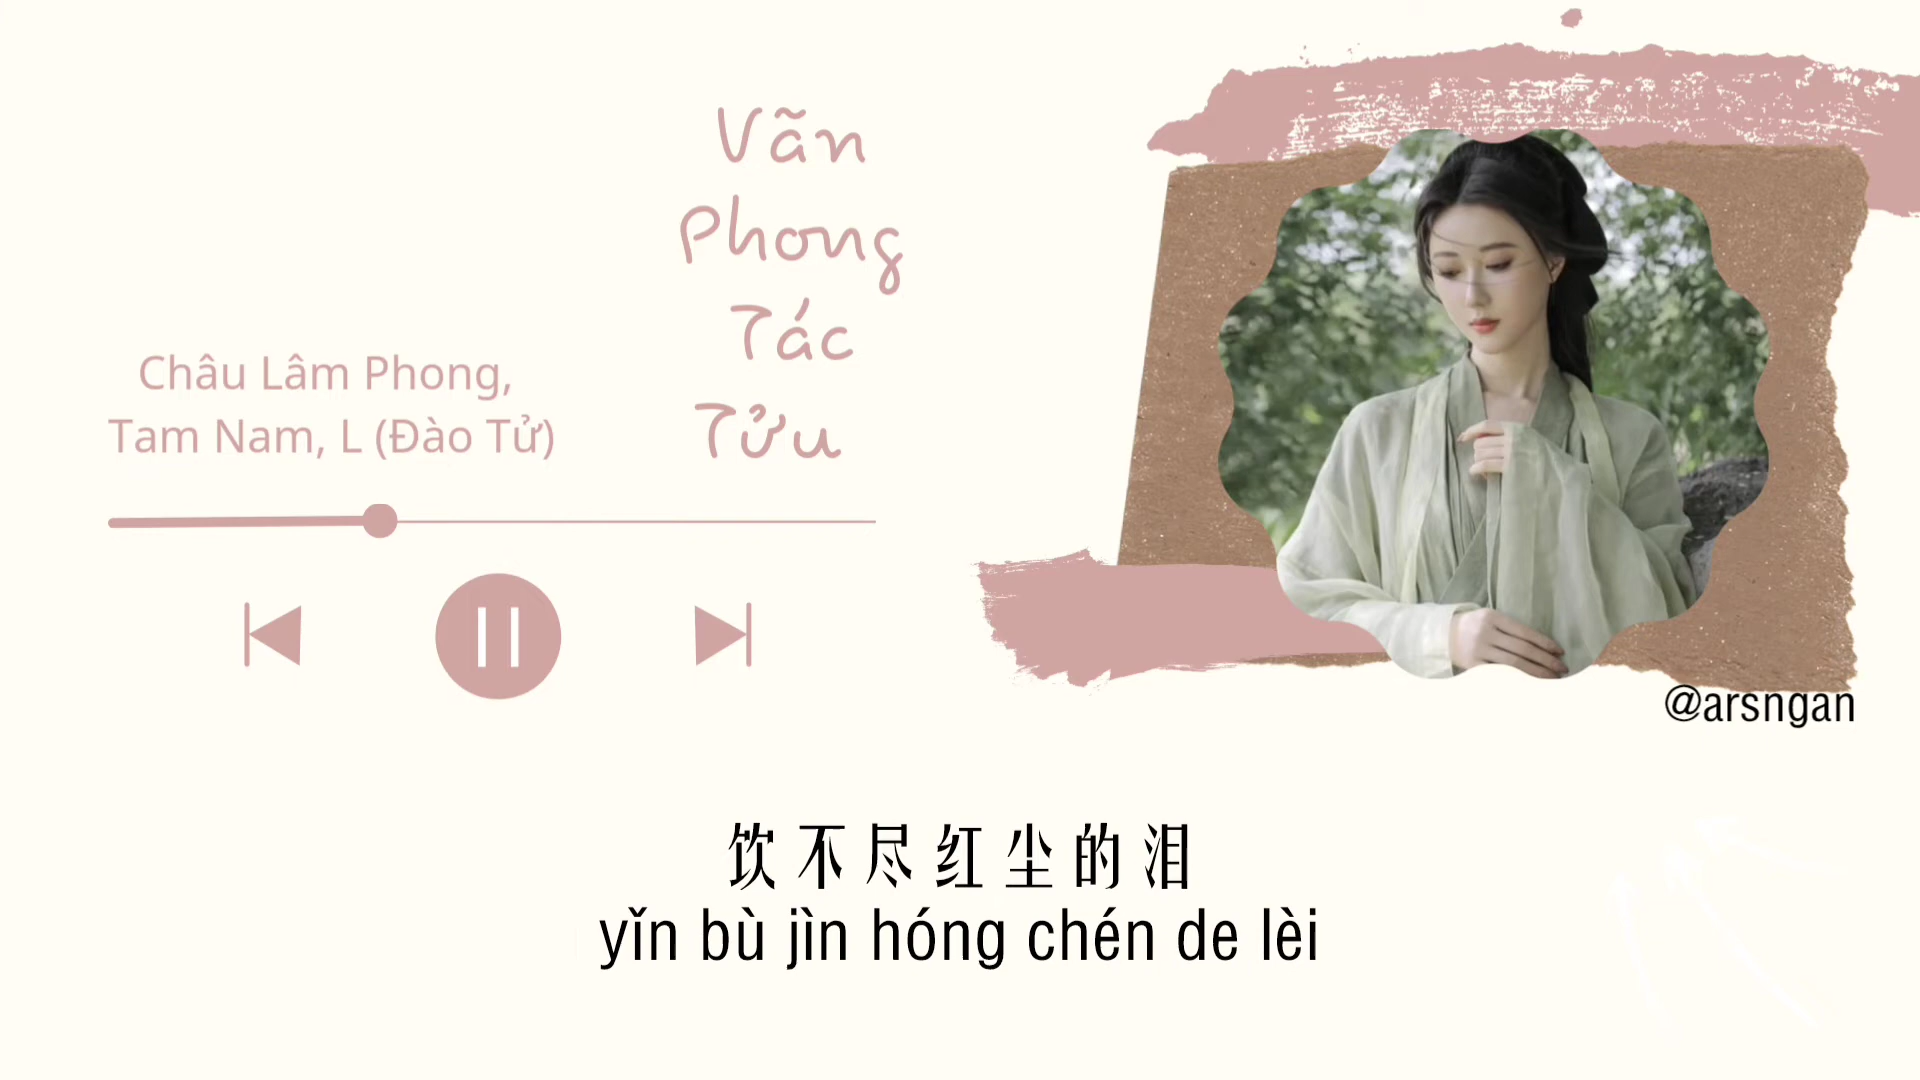 Vãn
Phong
Tác
Tửu
Châu Lâm Phong,
Tam Nam, L (Đào Tử)
@arsngan
饮不尽红尘的泪
yǐn bù jìn hóng chén de lèi